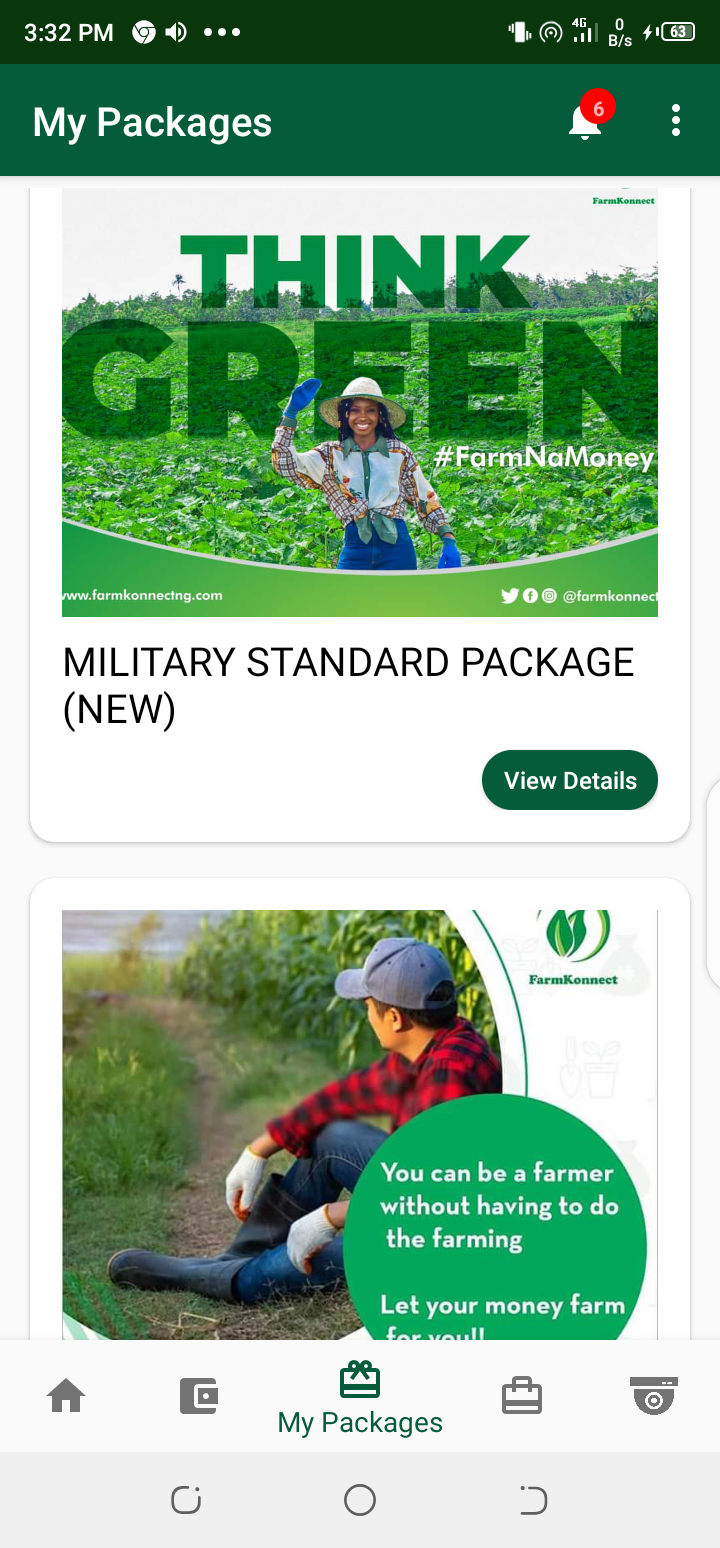 3:32 PM
4G
0
B/s
63
My Packages
6
FarmKonnect
THINK
GREEN
#FarmNaMoney
www.farmkonnectng.com
@farmkonnect
MILITARY STANDARD PACKAGE
(NEW)
View Details
FarmKonnect
You can be a farmer
without having to do
the farming
Let your money farm
for you!!
My Packages